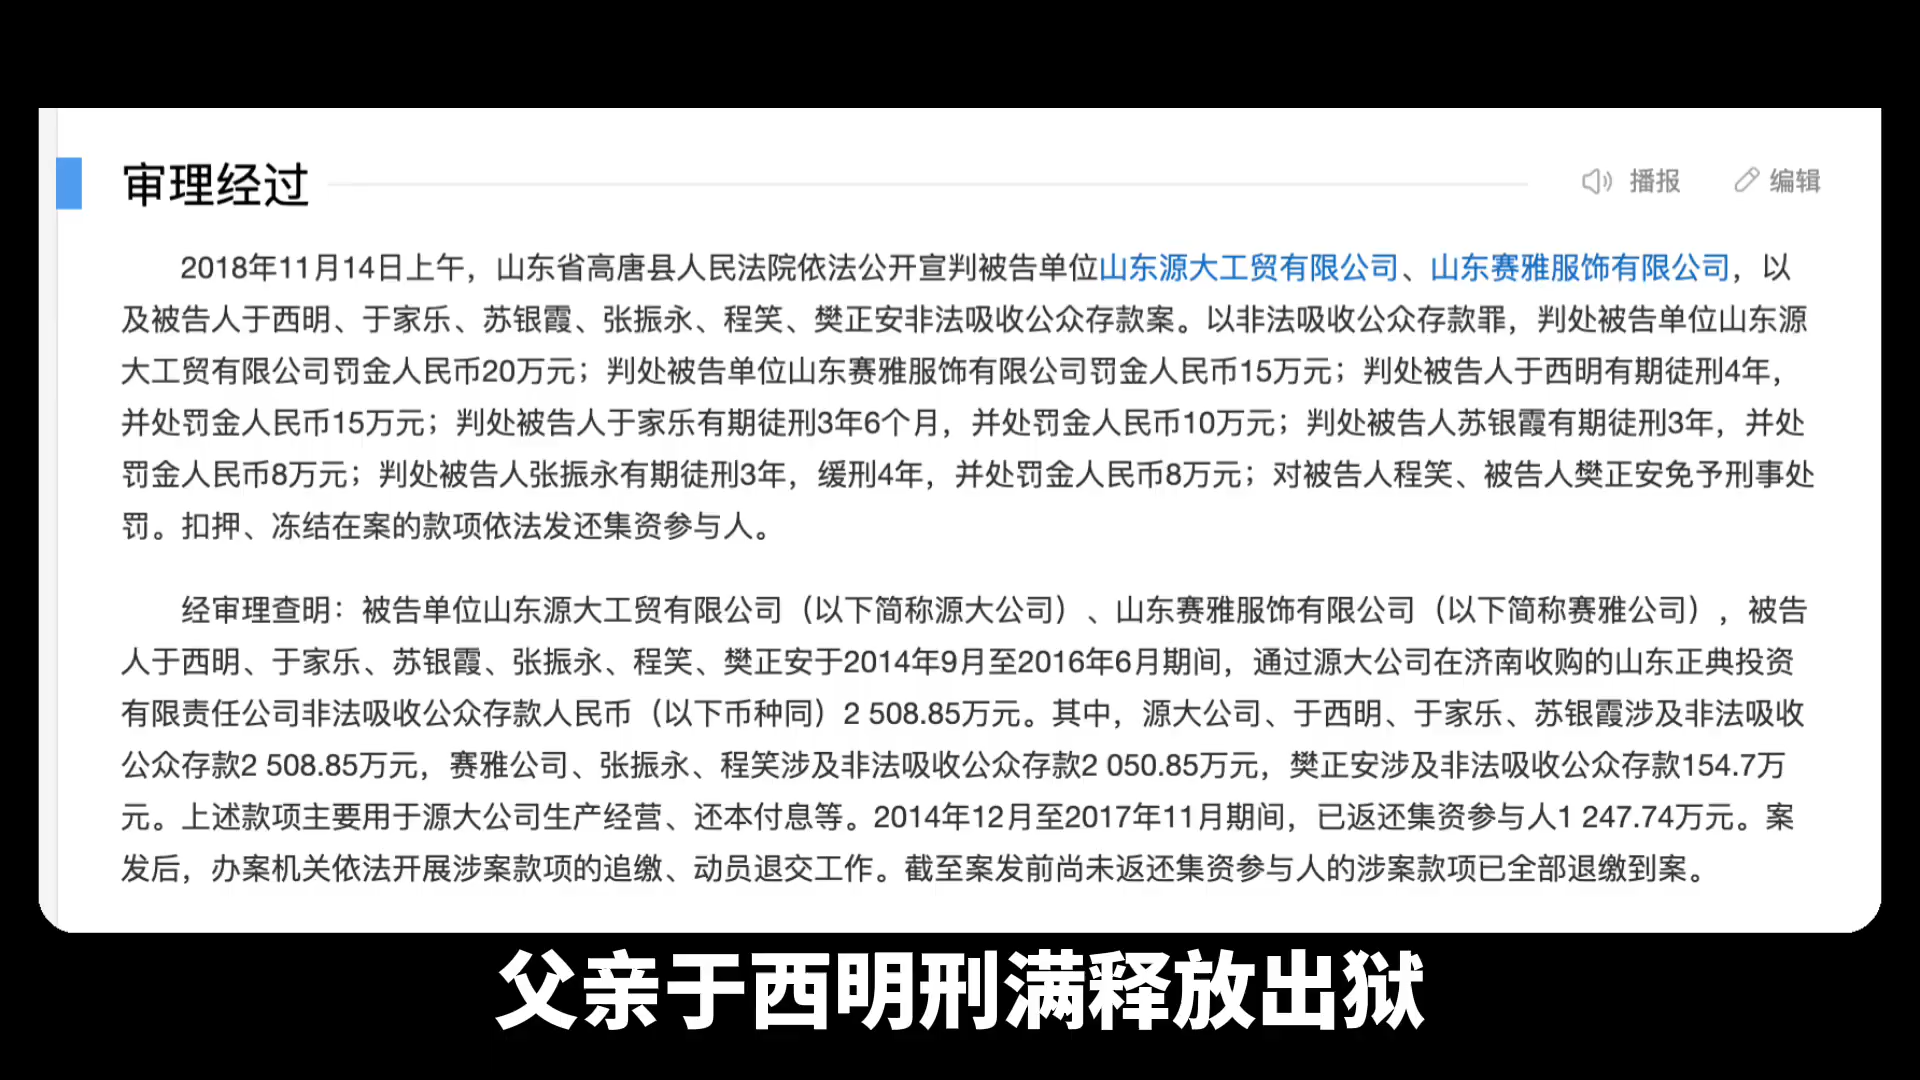 审理经过
播报
编辑
2018年11月14日上午，山东省高唐县人民法院依法公开宣判被告单位山东源大工贸有限公司、山东赛雅服饰有限公司，以
及被告人于西明、于家乐、苏银霞、张振永、程笑、樊正安非法吸收公众存款案。以非法吸收公众存款罪，判处被告单位山东源
大工贸有限公司罚金人民币20万元；判处被告单位山东赛雅服饰有限公司罚金人民币15万元；判处被告人于西明有期徒刑4年，
并处罚金人民币15万元；判处被告人于家乐有期徒刑3年6个月，并处罚金人民币10万元；判处被告人苏银霞有期徒刑3年，并处
罚金人民币8万元；判处被告人张振永有期徒刑3年，缓刑4年，并处罚金人民币8万元；对被告人程笑、被告人樊正安免予刑事处
罚。扣押、冻结在案的款项依法发还集资参与人。
经审理查明：被告单位山东源大工贸有限公司（以下简称源大公司）、山东赛雅服饰有限公司（以下简称赛雅公司），被告
人于西明、于家乐、苏银霞、张振永、程笑、樊正安于2014年9月至2016年6月期间，通过源大公司在济南收购的山东正典投资
有限责任公司非法吸收公众存款人民币（以下币种同）2 508.85万元。其中，源大公司、于西明、于家乐、苏银霞涉及非法吸收
公众存款2 508.85万元，赛雅公司、张振永、程笑涉及非法吸收公众存款2 050.85万元，樊正安涉及非法吸收公众存款154.7万
元。上述款项主要用于源大公司生产经营、还本付息等。2014年12月至2017年11月期间，已返还集资参与人1 247.74万元。案
发后，办案机关依法开展涉案款项的追缴、动员退交工作。截至案发前尚未返还集资参与人的涉案款项已全部退缴到案。
父亲于西明刑满释放出狱